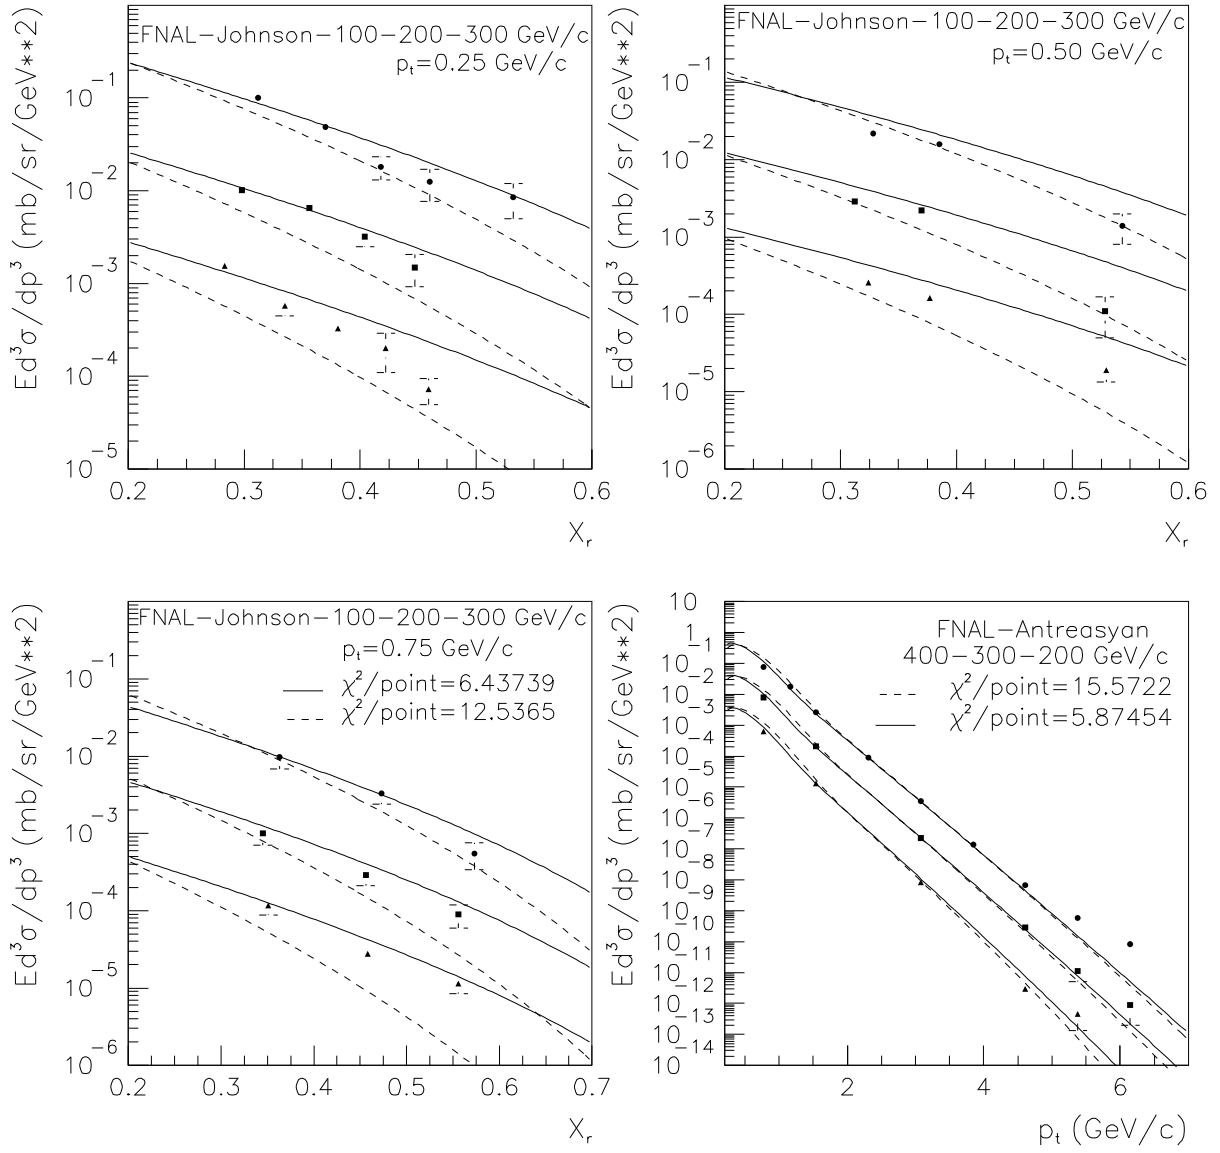 FNAL-Johnson-100-200-300 GeV/c
p_t=0.25 GeV/c
Ed³σ/dp³ (mb/sr/GeV**2)
10⁻¹
10⁻²
10⁻³
10⁻⁴
10⁻⁵
0.2 0.3 0.4 0.5 0.6
X_r
FNAL-Johnson-100-200-300 GeV/c
p_t=0.50 GeV/c
Ed³σ/dp³ (mb/sr/GeV**2)
10⁻¹
10⁻²
10⁻³
10⁻⁴
10⁻⁵
10⁻⁶
0.2 0.3 0.4 0.5 0.6
X_r
FNAL-Johnson-100-200-300 GeV/c
p_t=0.75 GeV/c
χ²/point=6.43739
χ²/point=12.5365
Ed³σ/dp³ (mb/sr/GeV**2)
10⁻¹
10⁻²
10⁻³
10⁻⁴
10⁻⁵
10⁻⁶
0.2 0.3 0.4 0.5 0.6 0.7
X_r
FNAL-Antreasyan
400-300-200 GeV/c
χ²/point=15.5722
χ²/point=5.87454
Ed³σ/dp³ (mb/sr/GeV**2)
10
1
10⁻¹
10⁻²
10⁻³
10⁻⁴
10⁻⁵
10⁻⁶
10⁻⁷
10⁻⁸
10⁻⁹
10⁻¹⁰
10⁻¹¹
10⁻¹²
10⁻¹³
10⁻¹⁴
2 4 6
p_t (GeV/c)